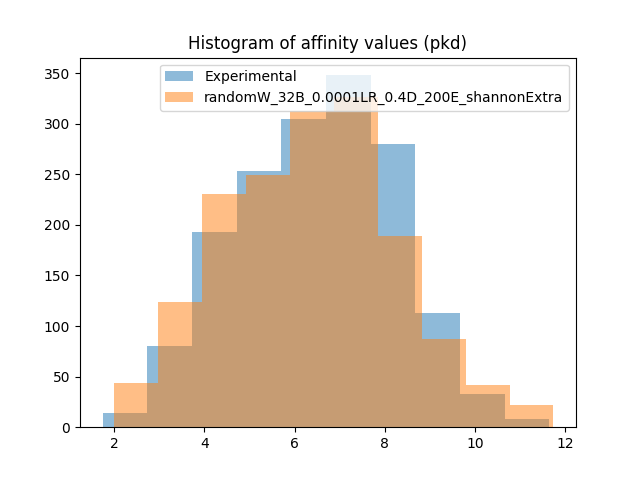 Histogram of affinity values (pkd)
Experimental
randomW_32B_0.0001LR_0.4D_200E_shannonExtra
350
300
250
200
150
100
50
0
2 4 6 8 10 12